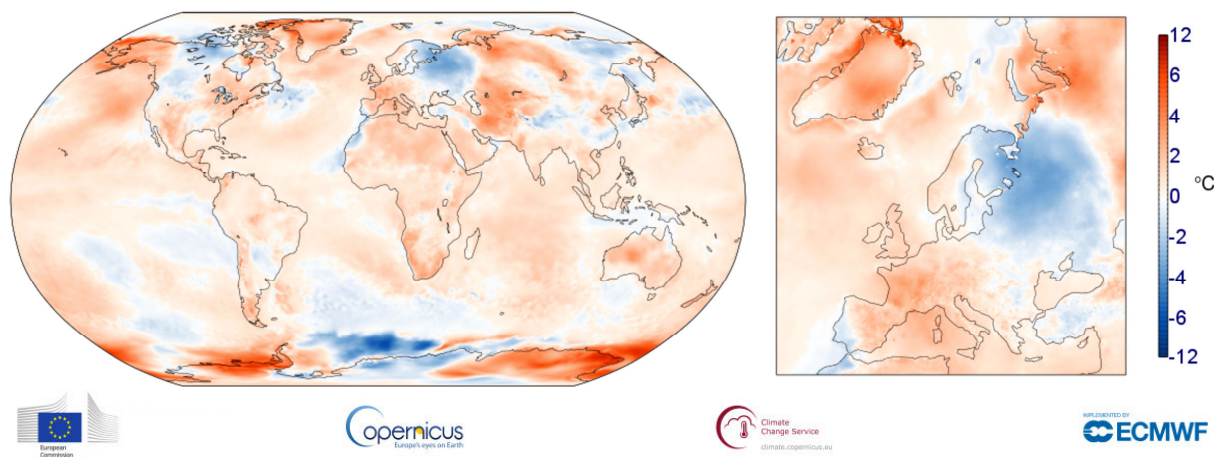 12
6
4
2
0
-2
-4
-6
-12
°C
European
Commission
opernicus
Europe's eyes on Earth
Climate
Change Service
climate.copernicus.eu
IMPLEMENTED BY
ECMWF